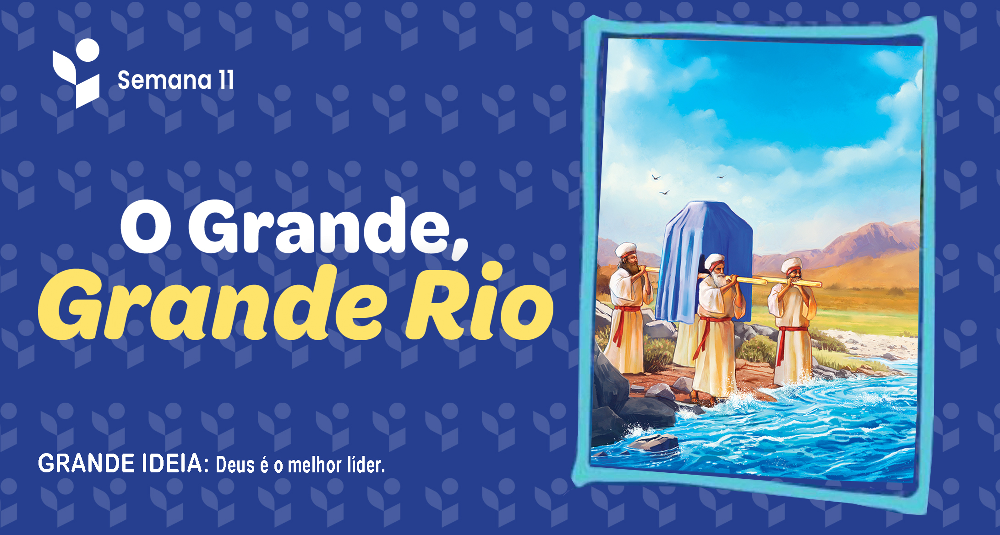 Semana 11
O Grande,
Grande Rio
GRANDE IDEIA: Deus é o melhor líder.